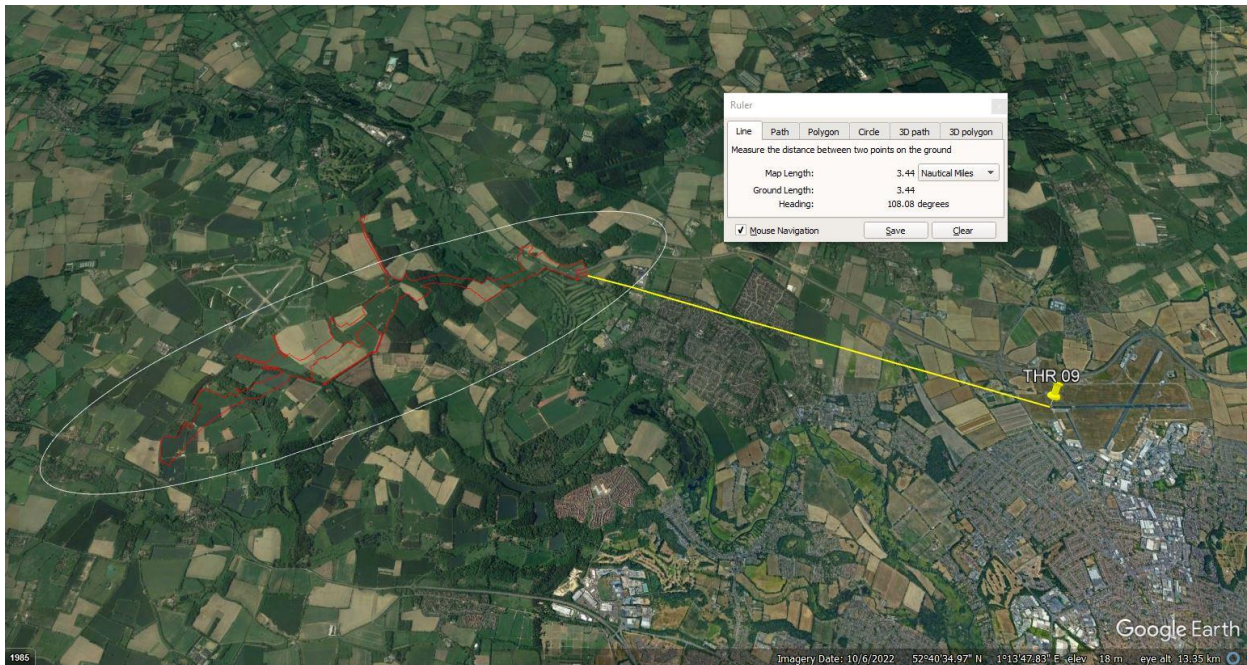 Ruler
Line Path Polygon Circle 3D path 3D polygon
Measure the distance between two points on the ground
Map Length: 3.44 Nautical Miles
Ground Length: 3.44
Heading: 108.08 degrees
Mouse Navigation Save Clear
THR 09
Google Earth
1985 Imagery Date: 10/6/2022 52°40'34.97" N 1°13'47.83" E elev 18 m eye alt 13.35 km